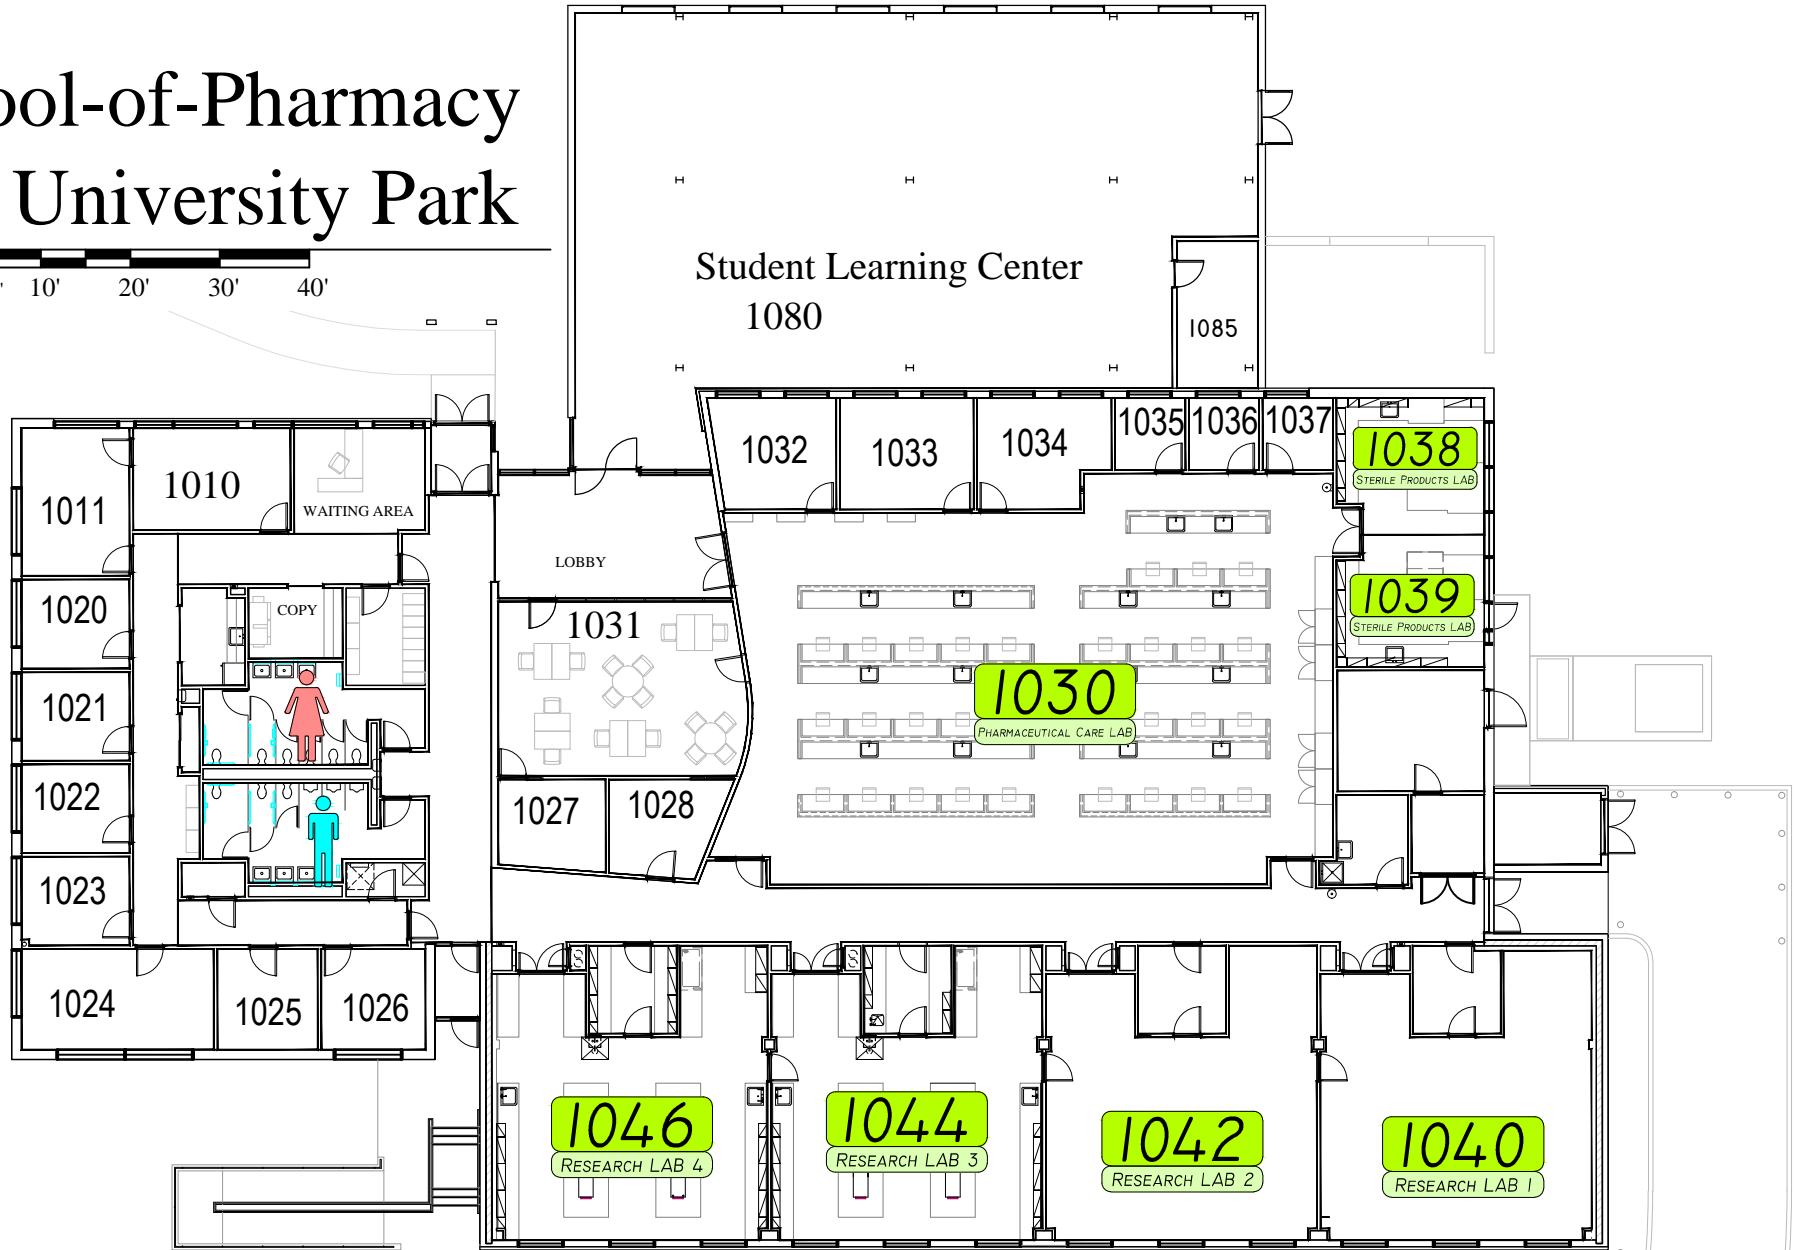 ool-of-Pharmacy
University Park
' 10' 20' 30' 40'
Student Learning Center
1080
1085
1032
1033
1034
1035
1036
1037
1038
STERILE PRODUCTS LAB
1010
1011
WAITING AREA
LOBBY
1039
STERILE PRODUCTS LAB
1020
COPY
1031
1021
1030
PHARMACEUTICAL CARE LAB
1022
1027
1028
1023
1024
1025
1026
1046
RESEARCH LAB 4
1044
RESEARCH LAB 3
1042
RESEARCH LAB 2
1040
RESEARCH LAB 1